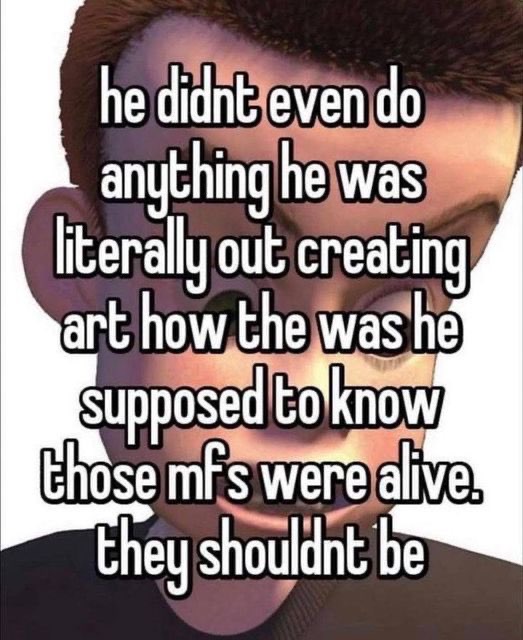 he didnt even do
anything he was
literally out creating
art how the was he
supposed to know
those mfs were alive.
they shouldnt be